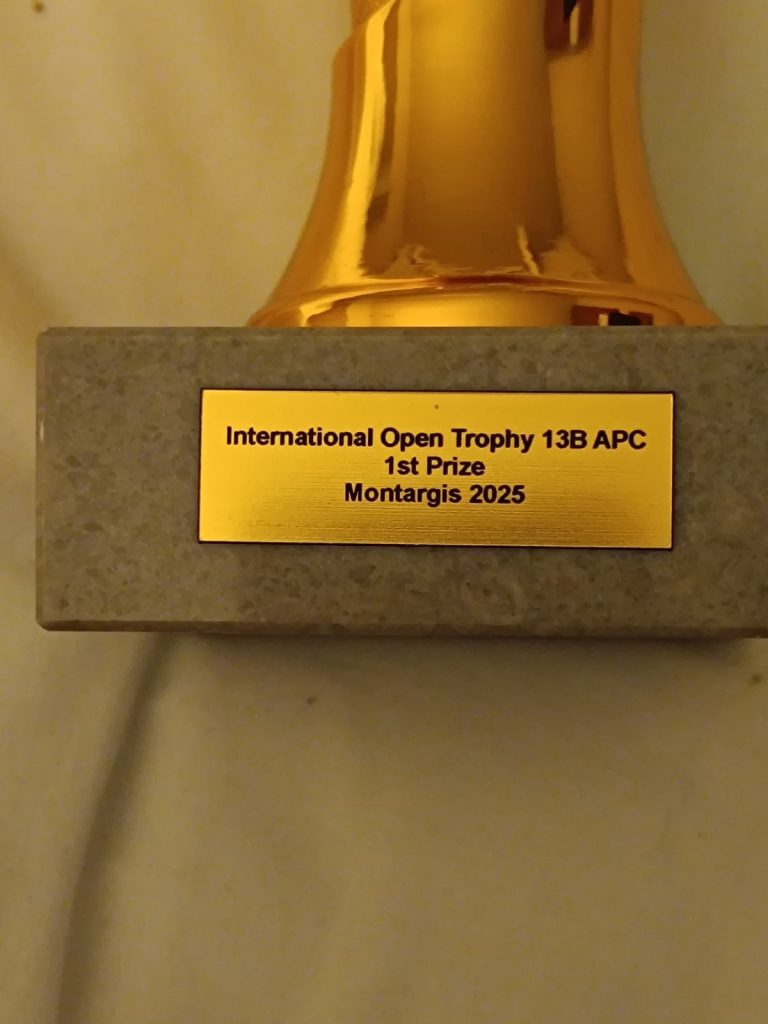 International Open Trophy 13B APC
1st Prize
Montargis 2025